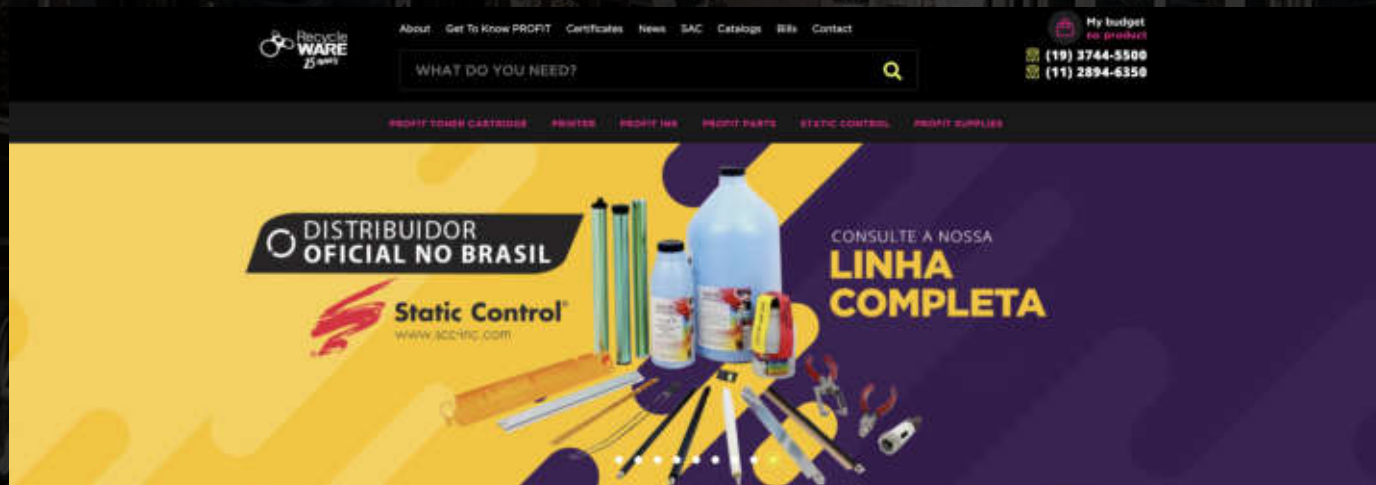 Recycle
WARE
25 anos
About Get To Know PROFIT Certificates News SAC Catalogs Bills Contact
WHAT DO YOU NEED?
My budget
no product
(19) 3744-5500
(11) 2894-6350
PROFIT TONER CARTRIDGE PRINTER PROFIT INK PROFIT PARTS STATIC CONTROL PROFIT SUPPLIES
DISTRIBUIDOR
OFICIAL NO BRASIL
Static Control®
www.scc-inc.com
CONSULTE A NOSSA
LINHA
COMPLETA